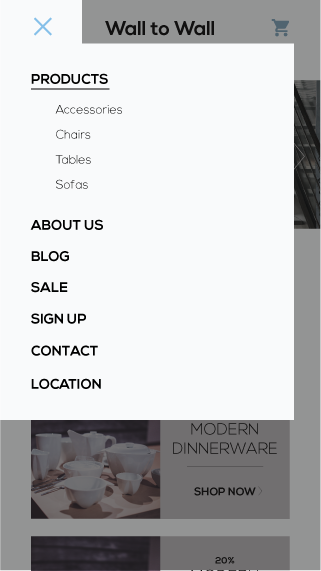 Wall to Wall
PRODUCTS
Accessories
Chairs
Tables
Sofas
ABOUT US
BLOG
SALE
SIGN UP
CONTACT
LOCATION
MODERN
DINNERWARE
SHOP NOW
20%